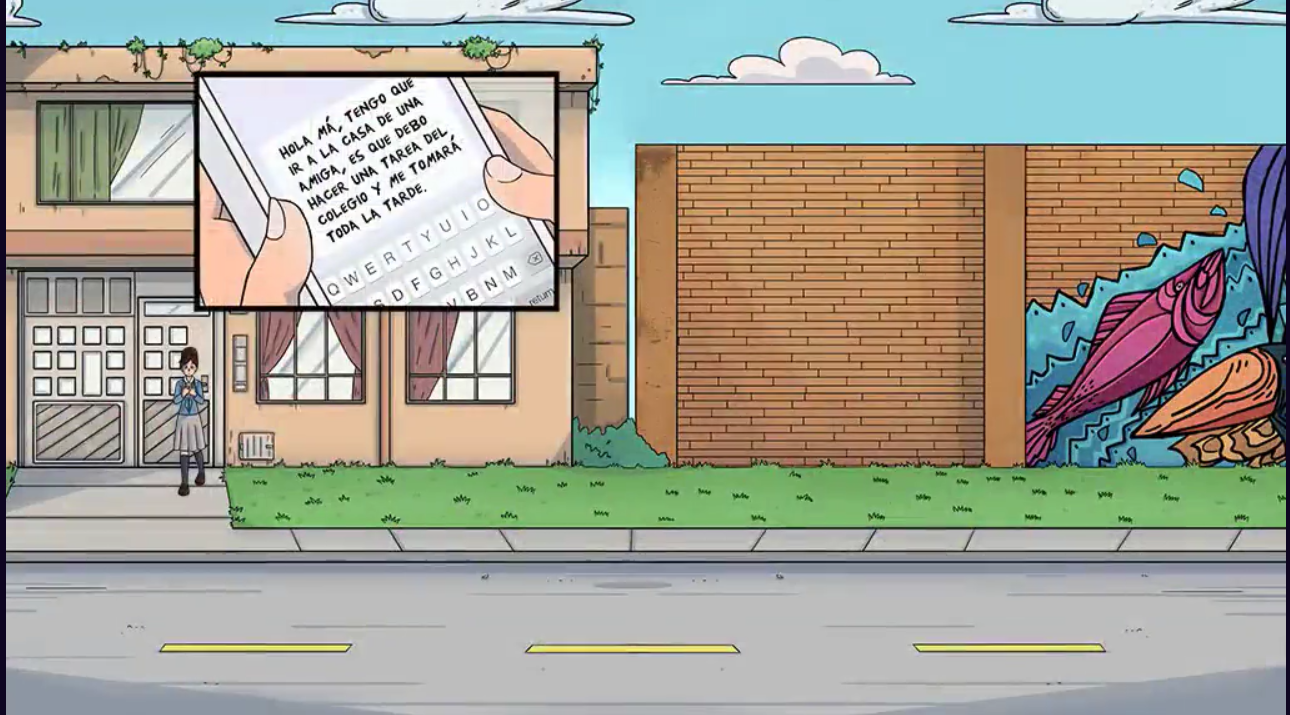 HOLA MÁ, TENGO QUE
IR A LA CASA DE UNA
AMIGA, ES QUE DEBO
HACER UNA TAREA DEL
COLEGIO Y ME TOMARÁ
TODA LA TARDE.
Q W E R T Y U I O
S D F G H J K L
V B N M
return